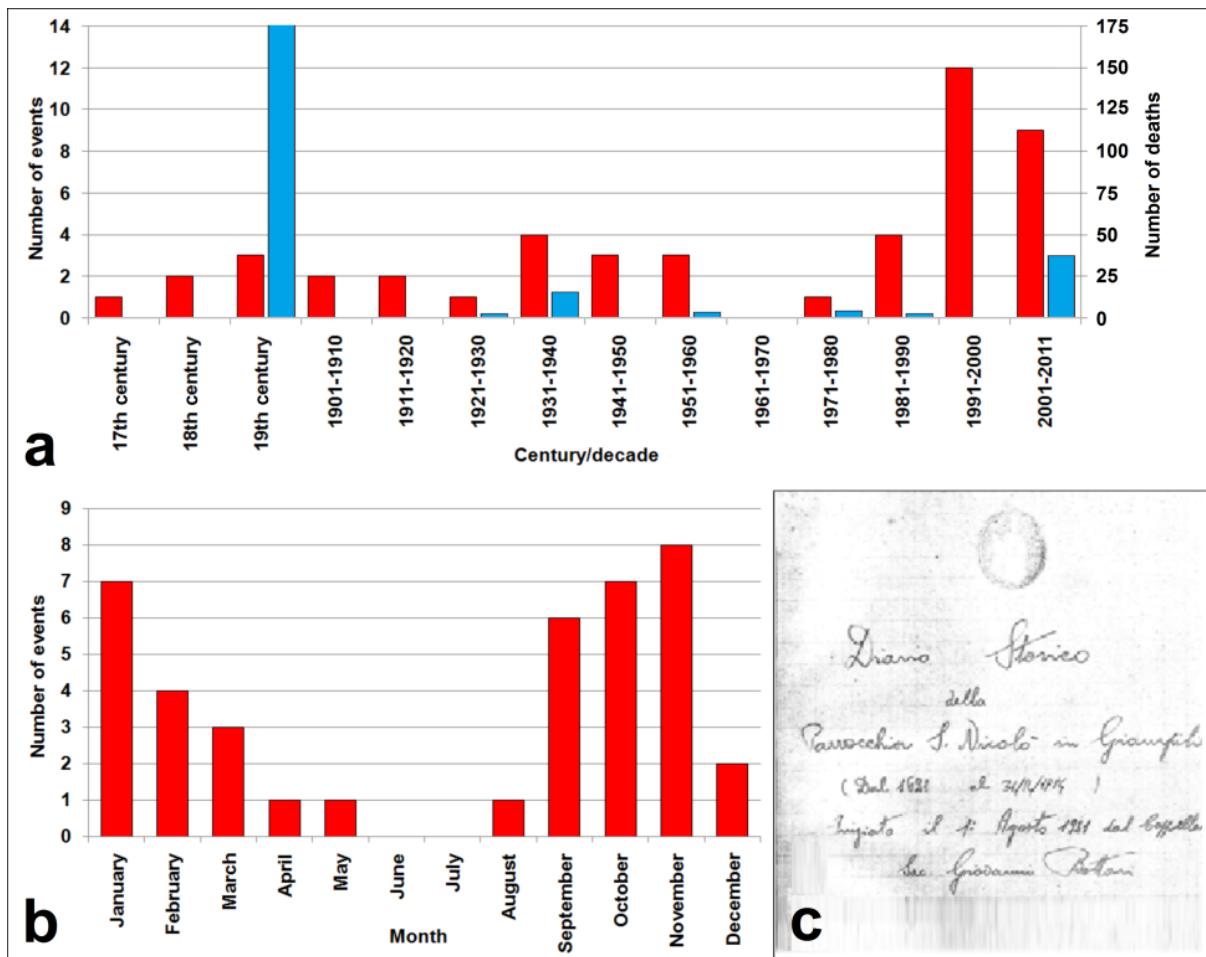 14
12
10
8
6
4
2
0
Number of events
175
150
125
100
75
50
25
0
Number of deaths
17th century
18th century
19th century
1901-1910
1911-1920
1921-1930
1931-1940
1941-1950
1951-1960
1961-1970
1971-1980
1981-1990
1991-2000
2001-2011
Century/decade
a
9
8
7
6
5
4
3
2
1
0
Number of events
January
February
March
April
May
June
July
August
September
October
November
December
Month
b
Diario Storico
della
Parrocchia S. Nicolò in
( Dal al )
il 1° Agosto 1981 dal
Sac. Giovanni
c